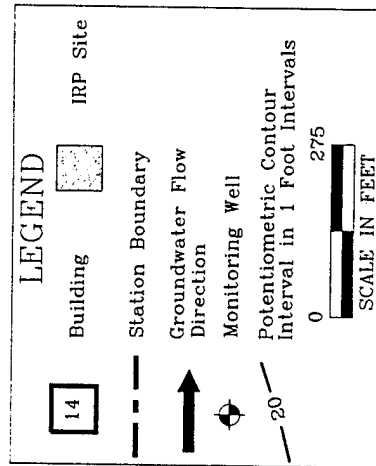 LEGEND
14 Building IRP Site
Station Boundary
Groundwater Flow
Direction
Monitoring Well
20 Potentiometric Contour
Interval in 1 Foot Intervals
0 275
SCALE IN FEET